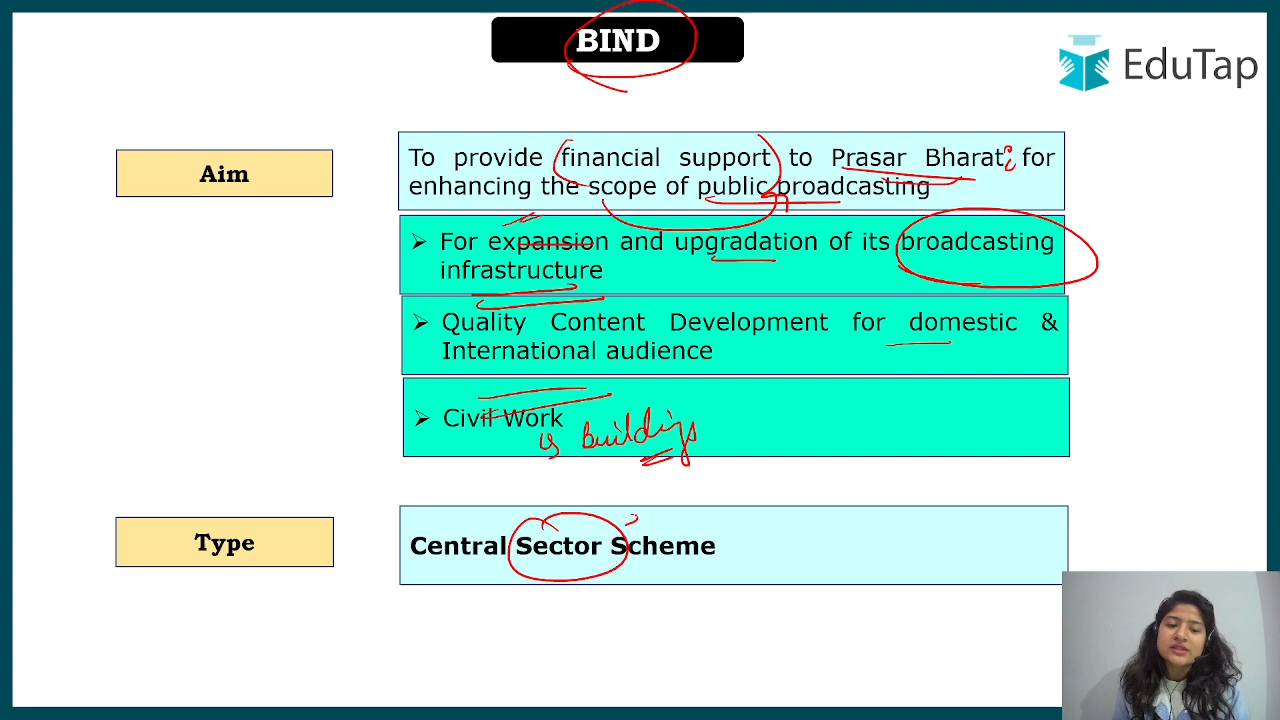 BIND
EduTap
Aim
To provide financial support to Prasar Bharati for
enhancing the scope of public broadcasting
➢ For expansion and upgradation of its broadcasting
infrastructure
➢ Quality Content Development for domestic &
International audience
➢ Civil Work
buildings
Type
Central Sector Scheme